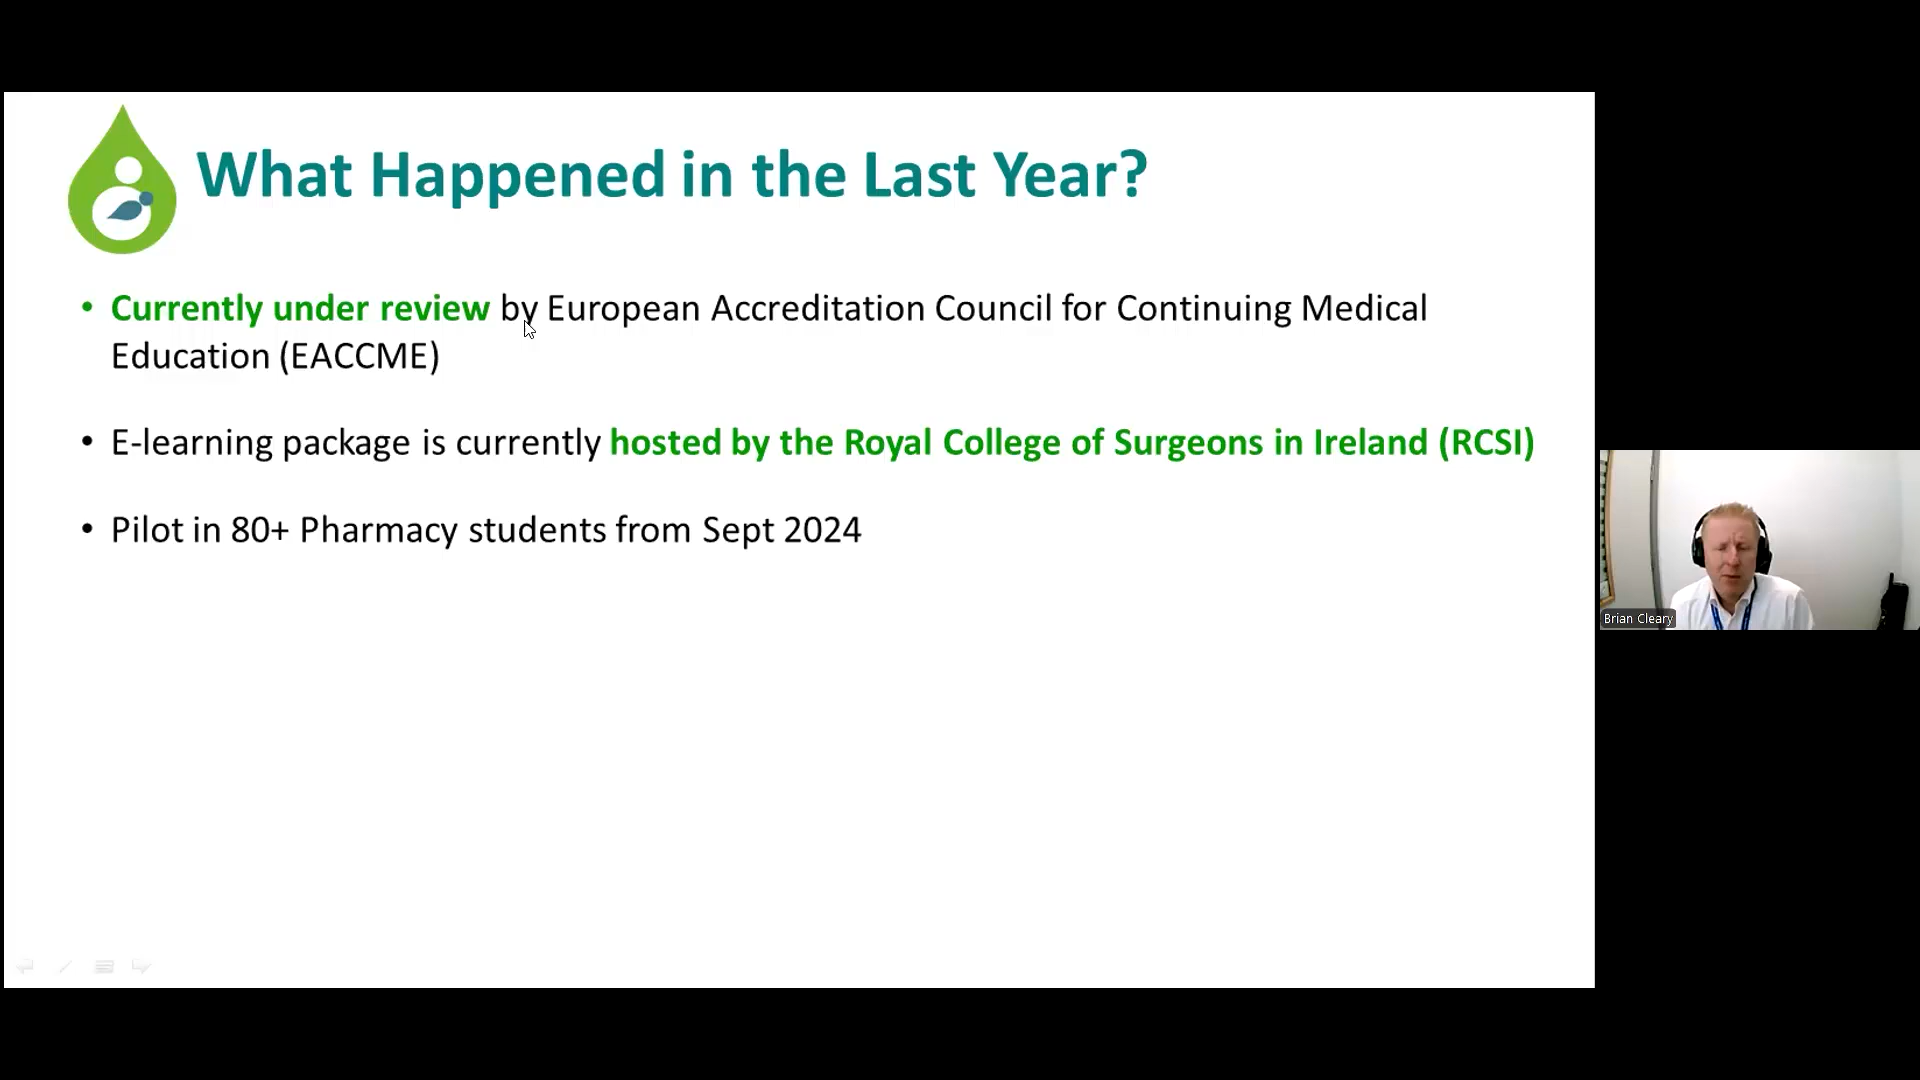 What Happened in the Last Year?
• Currently under review by European Accreditation Council for Continuing Medical
Education (EACCME)
• E-learning package is currently hosted by the Royal College of Surgeons in Ireland (RCSI)
• Pilot in 80+ Pharmacy students from Sept 2024
Brian Cleary